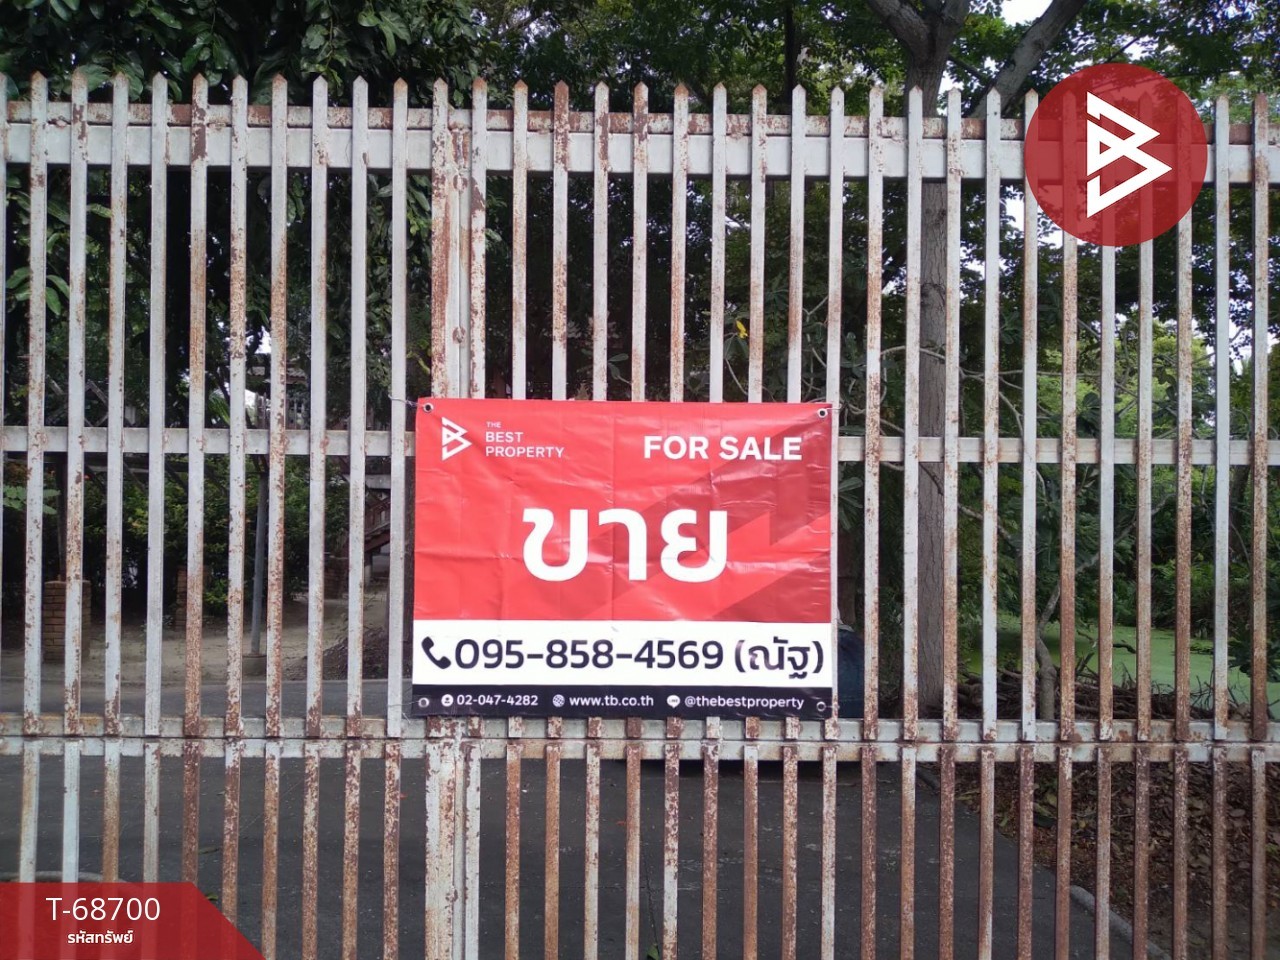 THE
BEST
PROPERTY
FOR SALE
ขาย
095-858-4569 (ณัฐ)
02-047-4282 www.tb.co.th @thebestproperty
T-68700
รหัสทรัพย์